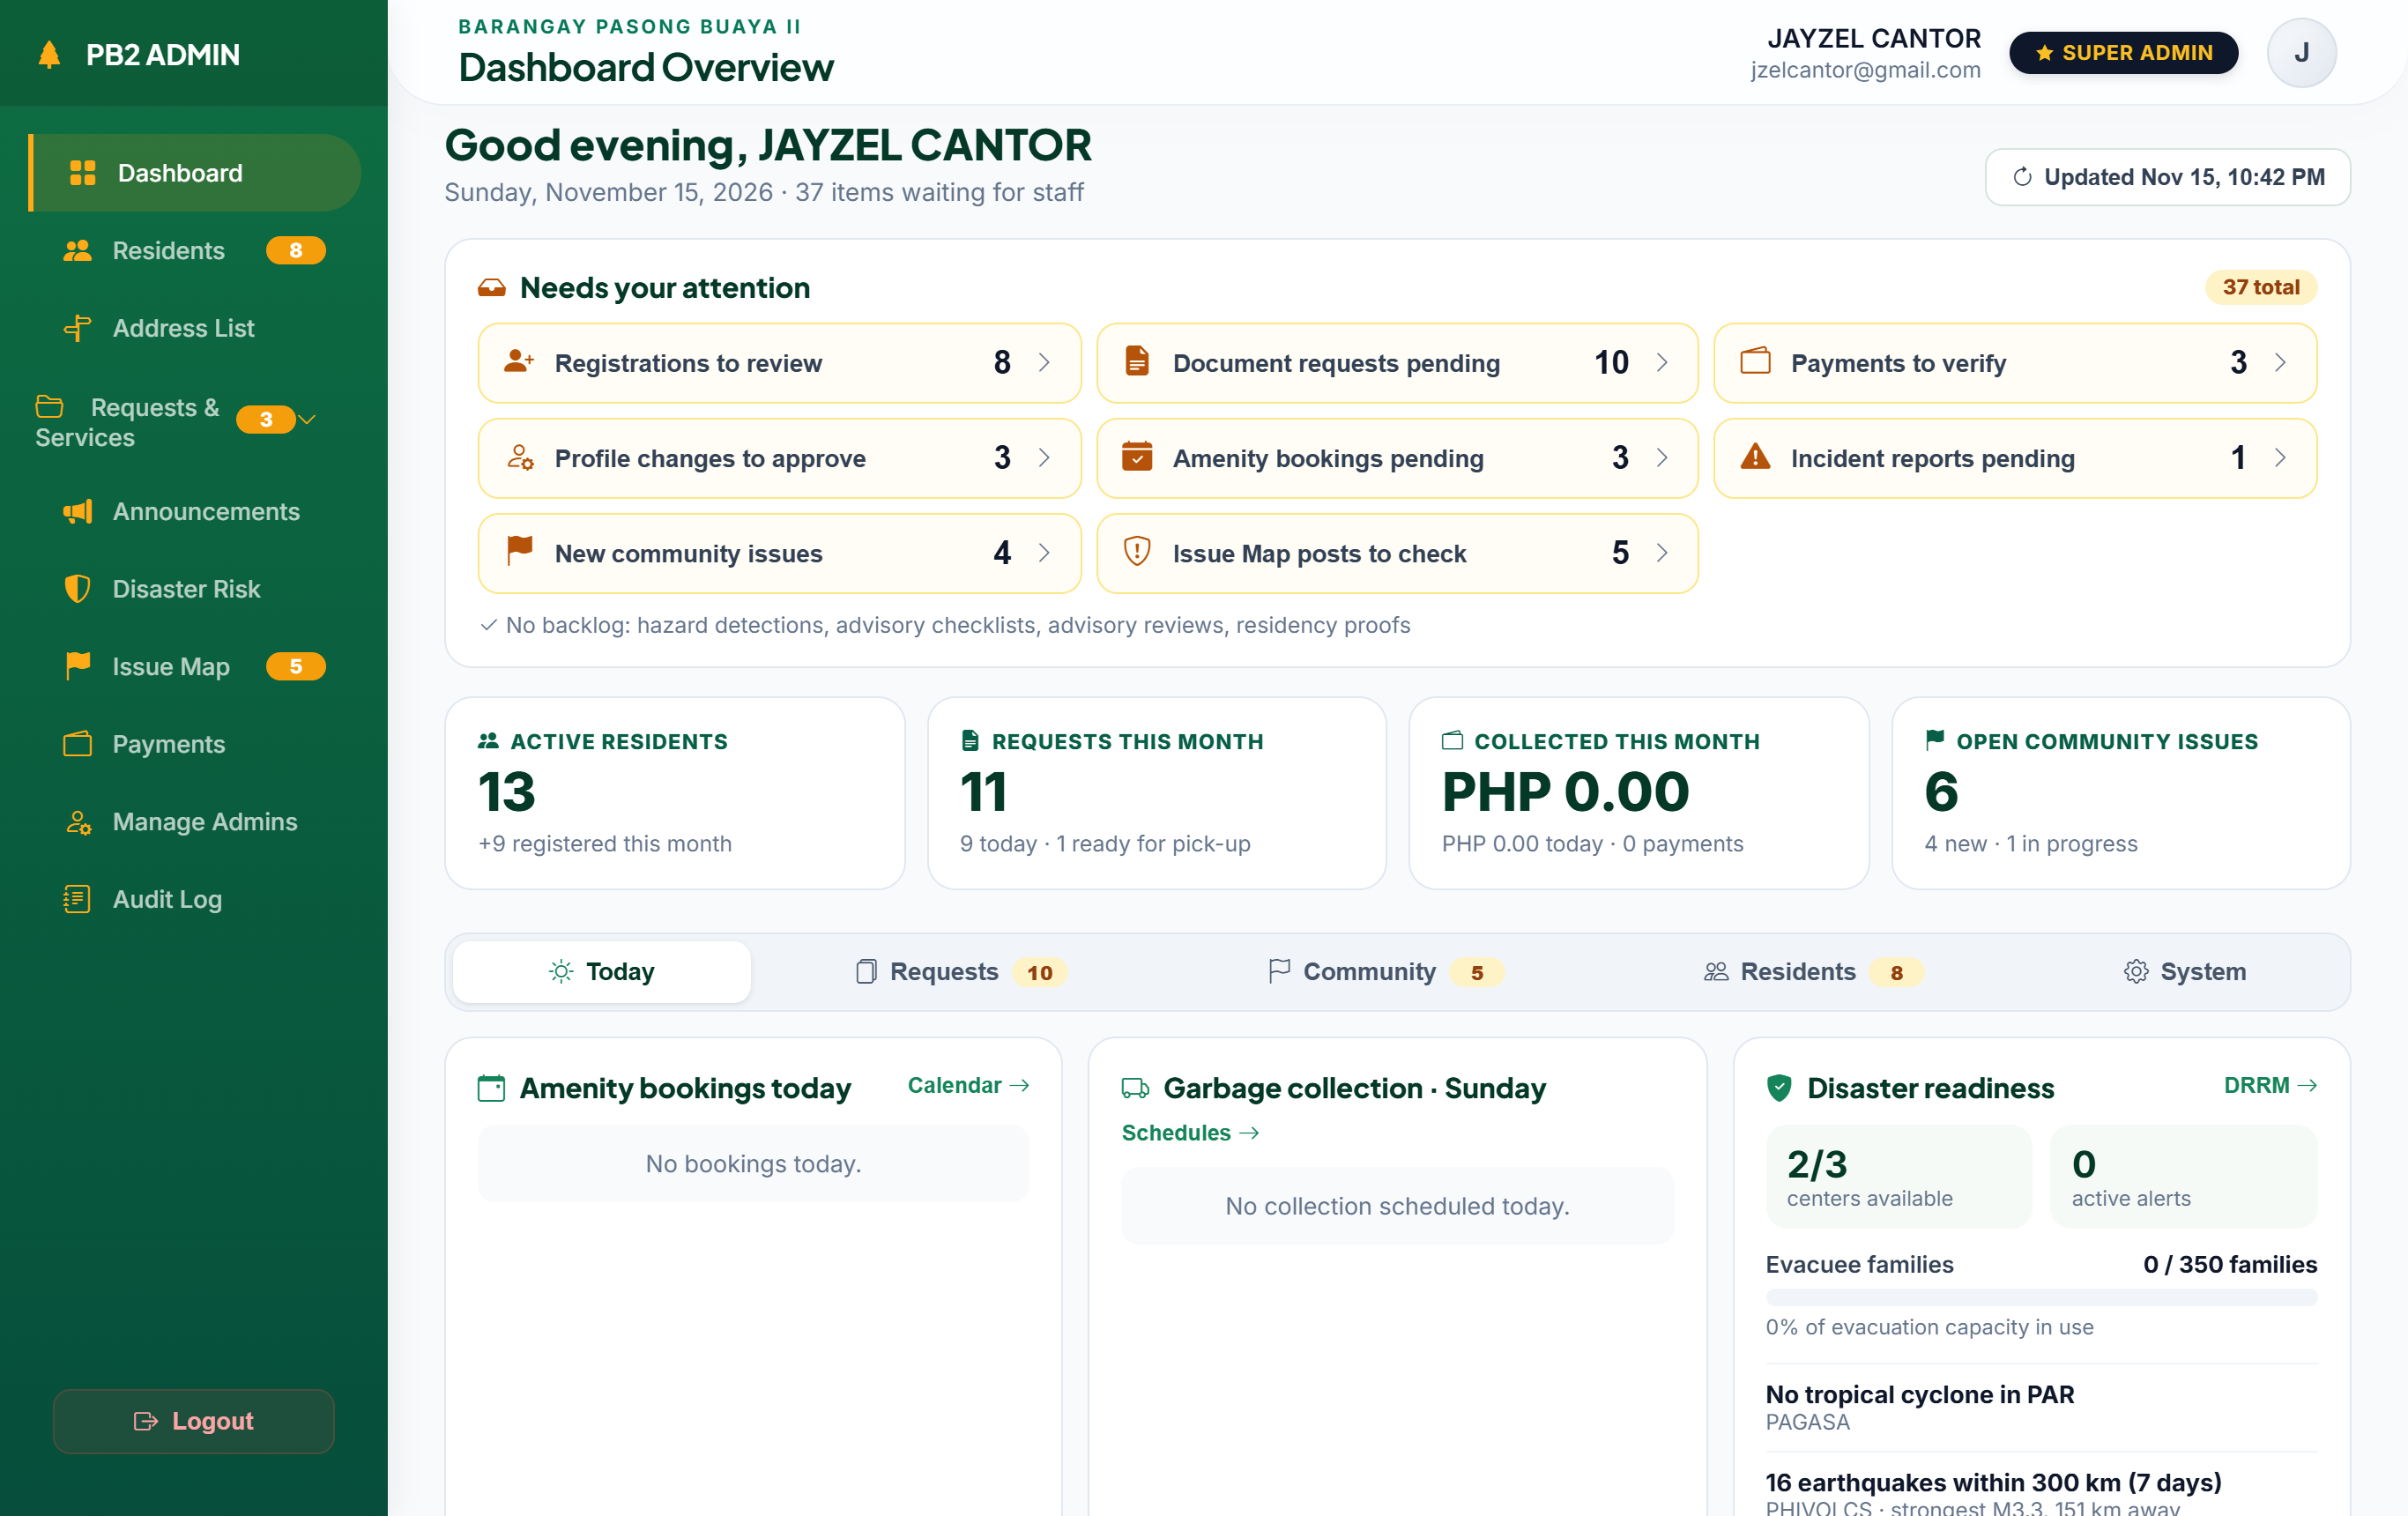 PB2 ADMIN
Dashboard
Residents 8
Address List
Requests & Services 3
Announcements
Disaster Risk
Issue Map 5
Payments
Manage Admins
Audit Log
Logout
BARANGAY PASONG BUAYA II
Dashboard Overview
JAYZEL CANTOR
jzelcantor@gmail.com
SUPER ADMIN
J
Good evening, JAYZEL CANTOR
Sunday, November 15, 2026 · 37 items waiting for staff
Updated Nov 15, 10:42 PM
Needs your attention
37 total
Registrations to review 8
Document requests pending 10
Payments to verify 3
Profile changes to approve 3
Amenity bookings pending 3
Incident reports pending 1
New community issues 4
Issue Map posts to check 5
No backlog: hazard detections, advisory checklists, advisory reviews, residency proofs
ACTIVE RESIDENTS
13
+9 registered this month
REQUESTS THIS MONTH
11
9 today · 1 ready for pick-up
COLLECTED THIS MONTH
PHP 0.00
PHP 0.00 today · 0 payments
OPEN COMMUNITY ISSUES
6
4 new · 1 in progress
Today
Requests 10
Community 5
Residents 8
System
Amenity bookings today
Calendar →
No bookings today.
Garbage collection · Sunday
Schedules →
No collection scheduled today.
Disaster readiness
DRRM →
2/3
centers available
0
active alerts
Evacuee families 0 / 350 families
0% of evacuation capacity in use
No tropical cyclone in PAR
PAGASA
16 earthquakes within 300 km (7 days)
PHIVOLCS · strongest M3.3, 151 km away